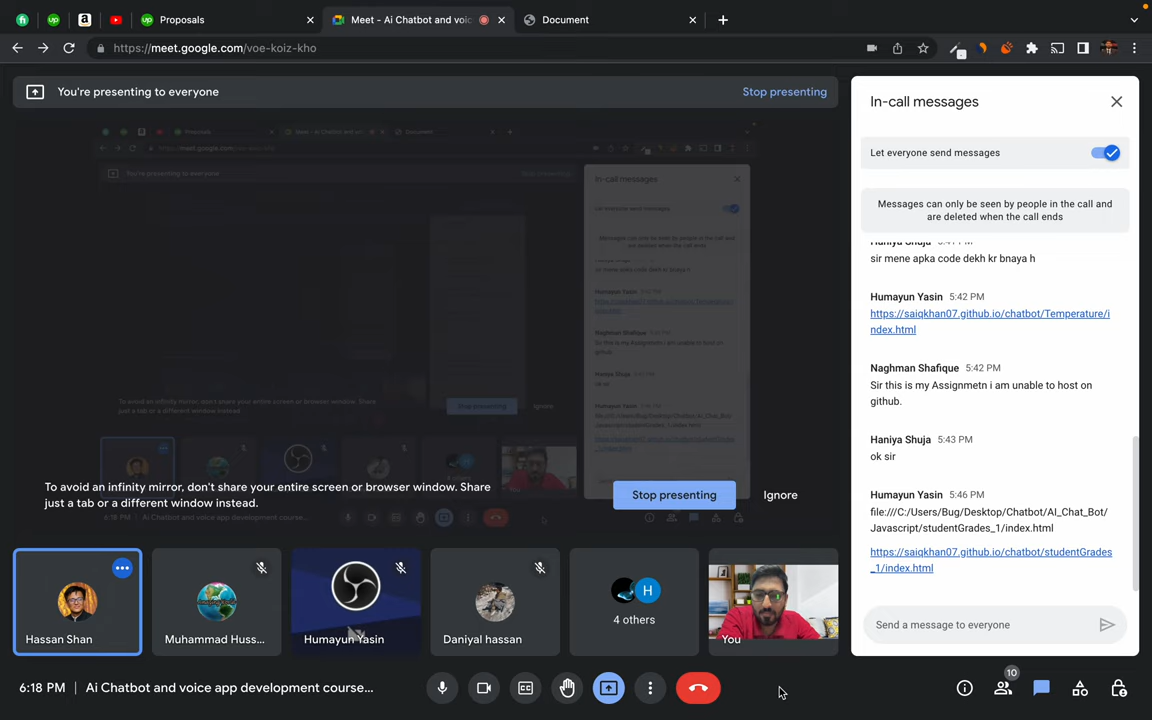 Proposals
Meet - Ai Chatbot and voic
Document
https://meet.google.com/voe-koiz-kho
You're presenting to everyone
Stop presenting
To avoid an infinity mirror, don't share your entire screen or browser window. Share
just a tab or a different window instead.
Stop presenting
Ignore
Hassan Shan
Muhammad Huss...
Humayun Yasin
Daniyal hassan
H
4 others
You
6:18 PM | Ai Chatbot and voice app development course...
10
In-call messages
Let everyone send messages
Messages can only be seen by people in the call and
are deleted when the call ends
Haniya Shuja 5:41 PM
sir mene apka code dekh kr bnaya h
Humayun Yasin 5:42 PM
https://saiqkhan07.github.io/chatbot/Temperature/i
ndex.html
Naghman Shafique 5:42 PM
Sir this is my Assignmetn i am unable to host on
github.
Haniya Shuja 5:43 PM
ok sir
Humayun Yasin 5:46 PM
file:///C:/Users/Bug/Desktop/Chatbot/AI_Chat_Bot/
Javascript/studentGrades_1/index.html
https://saiqkhan07.github.io/chatbot/studentGrades
_1/index.html
Send a message to everyone